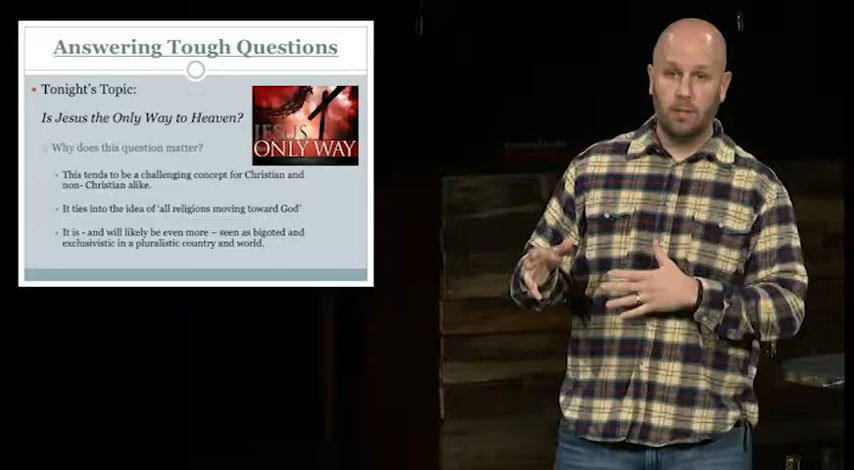 Answering Tough Questions
Tonight's Topic:
Is Jesus the Only Way to Heaven?
JESUS
ONLY WAY
Why does this question matter?
This tends to be a challenging concept for Christian and
non- Christian alike.
It ties into the idea of 'all religions moving toward God'
It is - and will likely be even more – seen as bigoted and
exclusivistic in a pluralistic country and world.